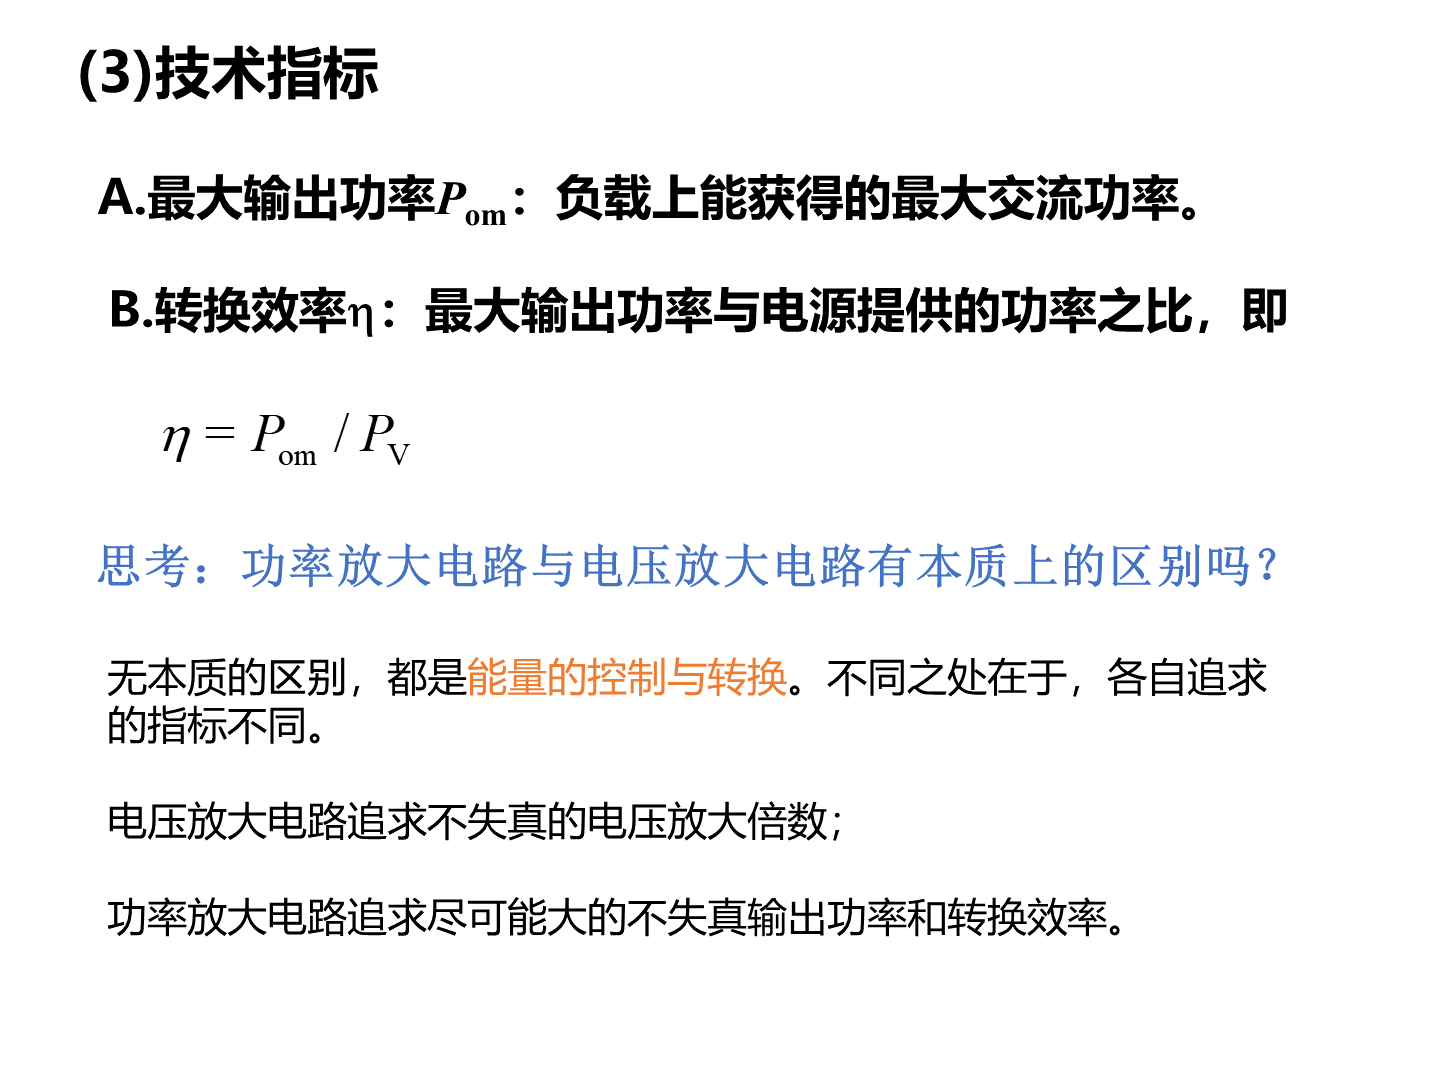 (3)技术指标
A.最大输出功率Pom：负载上能获得的最大交流功率。
B.转换效率η：最大输出功率与电源提供的功率之比，即
η = Pom / PV
思考：功率放大电路与电压放大电路有本质上的区别吗？
无本质的区别，都是能量的控制与转换。不同之处在于，各自追求
的指标不同。
电压放大电路追求不失真的电压放大倍数；
功率放大电路追求尽可能大的不失真输出功率和转换效率。